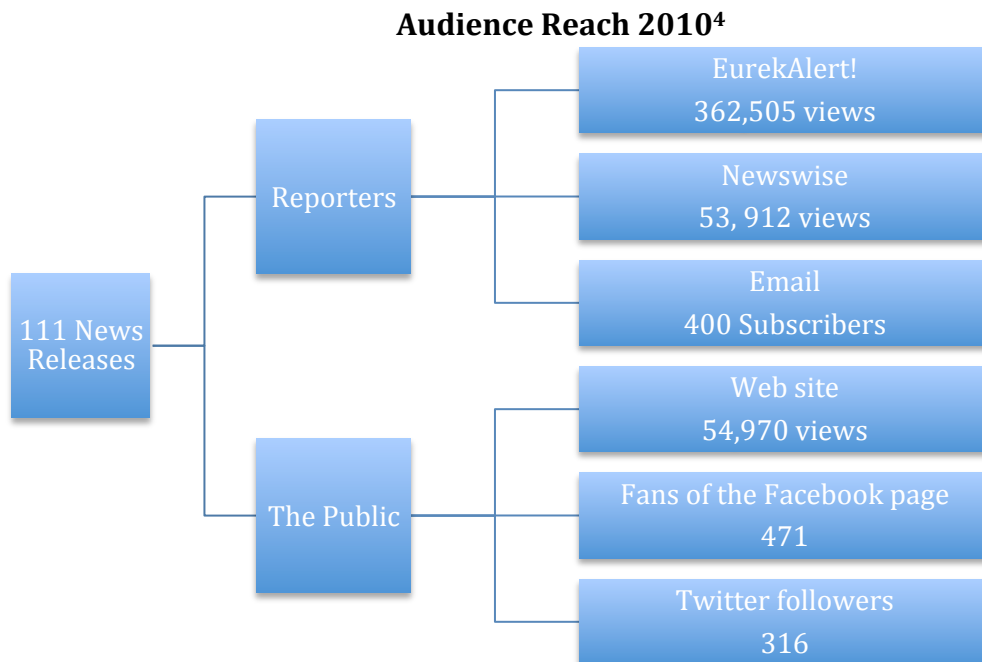 Audience Reach 2010⁴
EurekAlert!
362,505 views
Reporters
Newswise
53, 912 views
Email
400 Subscribers
111 News
Releases
Web site
54,970 views
The Public
Fans of the Facebook page
471
Twitter followers
316